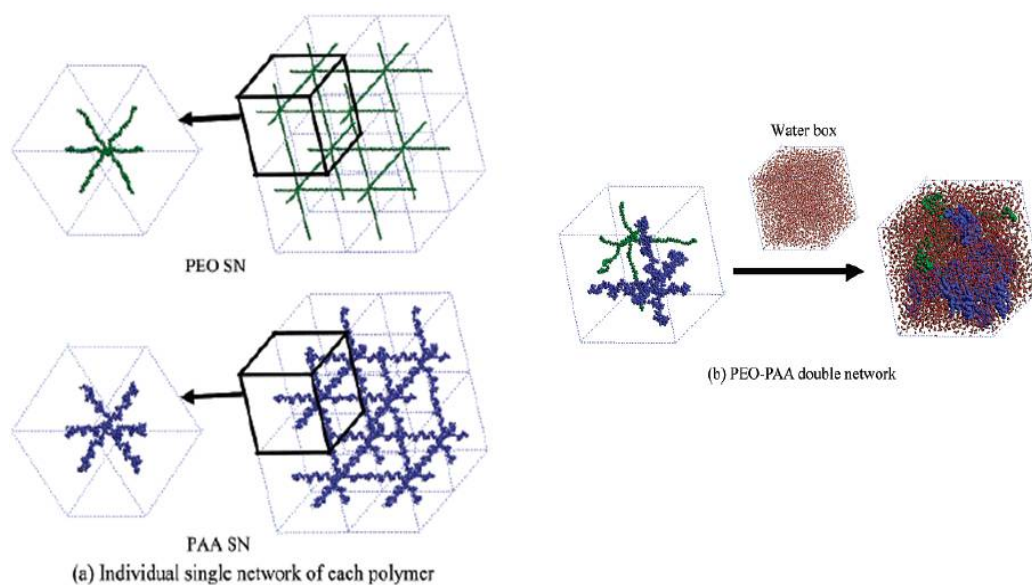 PEO SN
PAA SN
(a) Individual single network of each polymer
Water box
(b) PEO-PAA double network